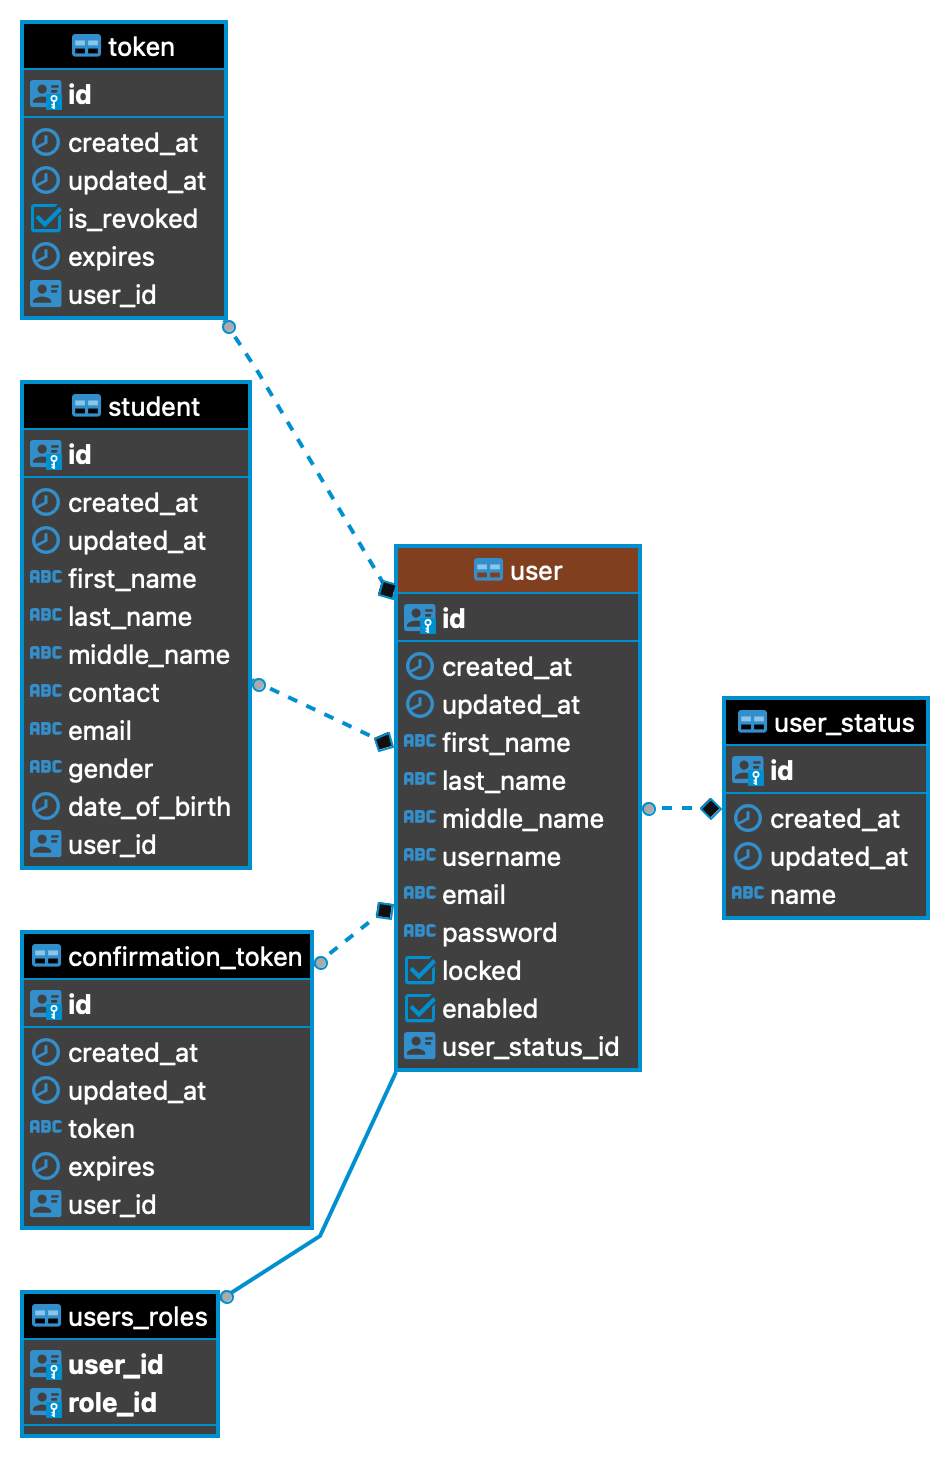 token
id
created_at
updated_at
is_revoked
expires
user_id
student
id
created_at
updated_at
ABC first_name
ABC last_name
ABC middle_name
ABC contact
ABC email
ABC gender
date_of_birth
user_id
confirmation_token
id
created_at
updated_at
ABC token
expires
user_id
users_roles
user_id
role_id
user
id
created_at
updated_at
ABC first_name
ABC last_name
ABC middle_name
ABC username
ABC email
ABC password
locked
enabled
user_status_id
user_status
id
created_at
updated_at
ABC name